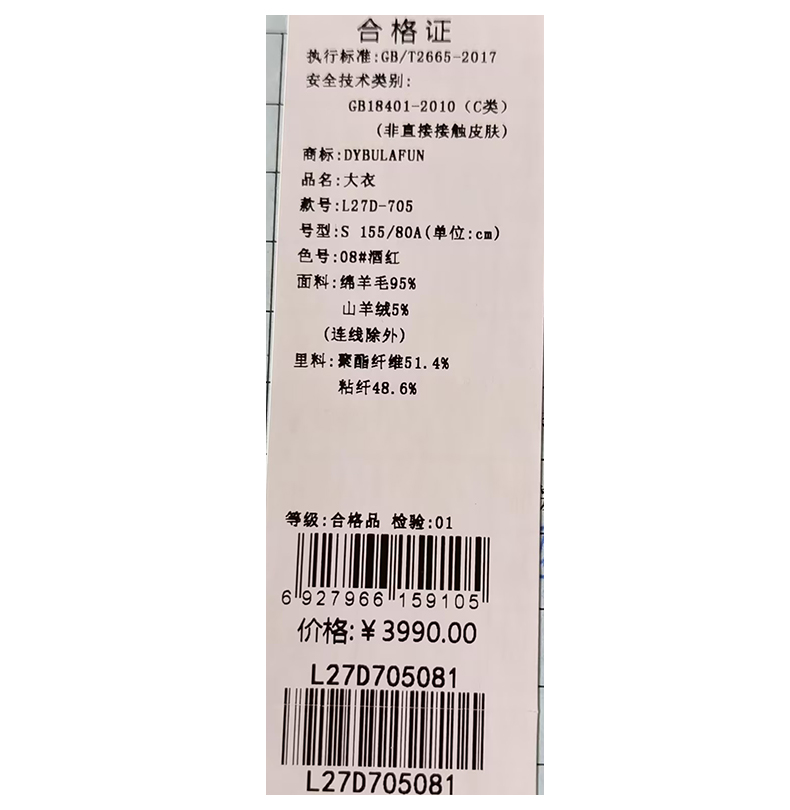 合格证
执行标准:GB/T2665-2017
安全技术类别:
GB18401-2010（C类）
(非直接接触皮肤)
商标:DYBULAFUN
品名:大衣
款号:L27D-705
号型:S 155/80A(单位:cm)
色号:08#酒红
面料:绵羊毛95%
山羊绒5%
(连线除外)
里料:聚酯纤维51.4%
粘纤48.6%
等级:合格品 检验:01
6 927966 159105
价格:¥3990.00
L27D705081
L27D705081